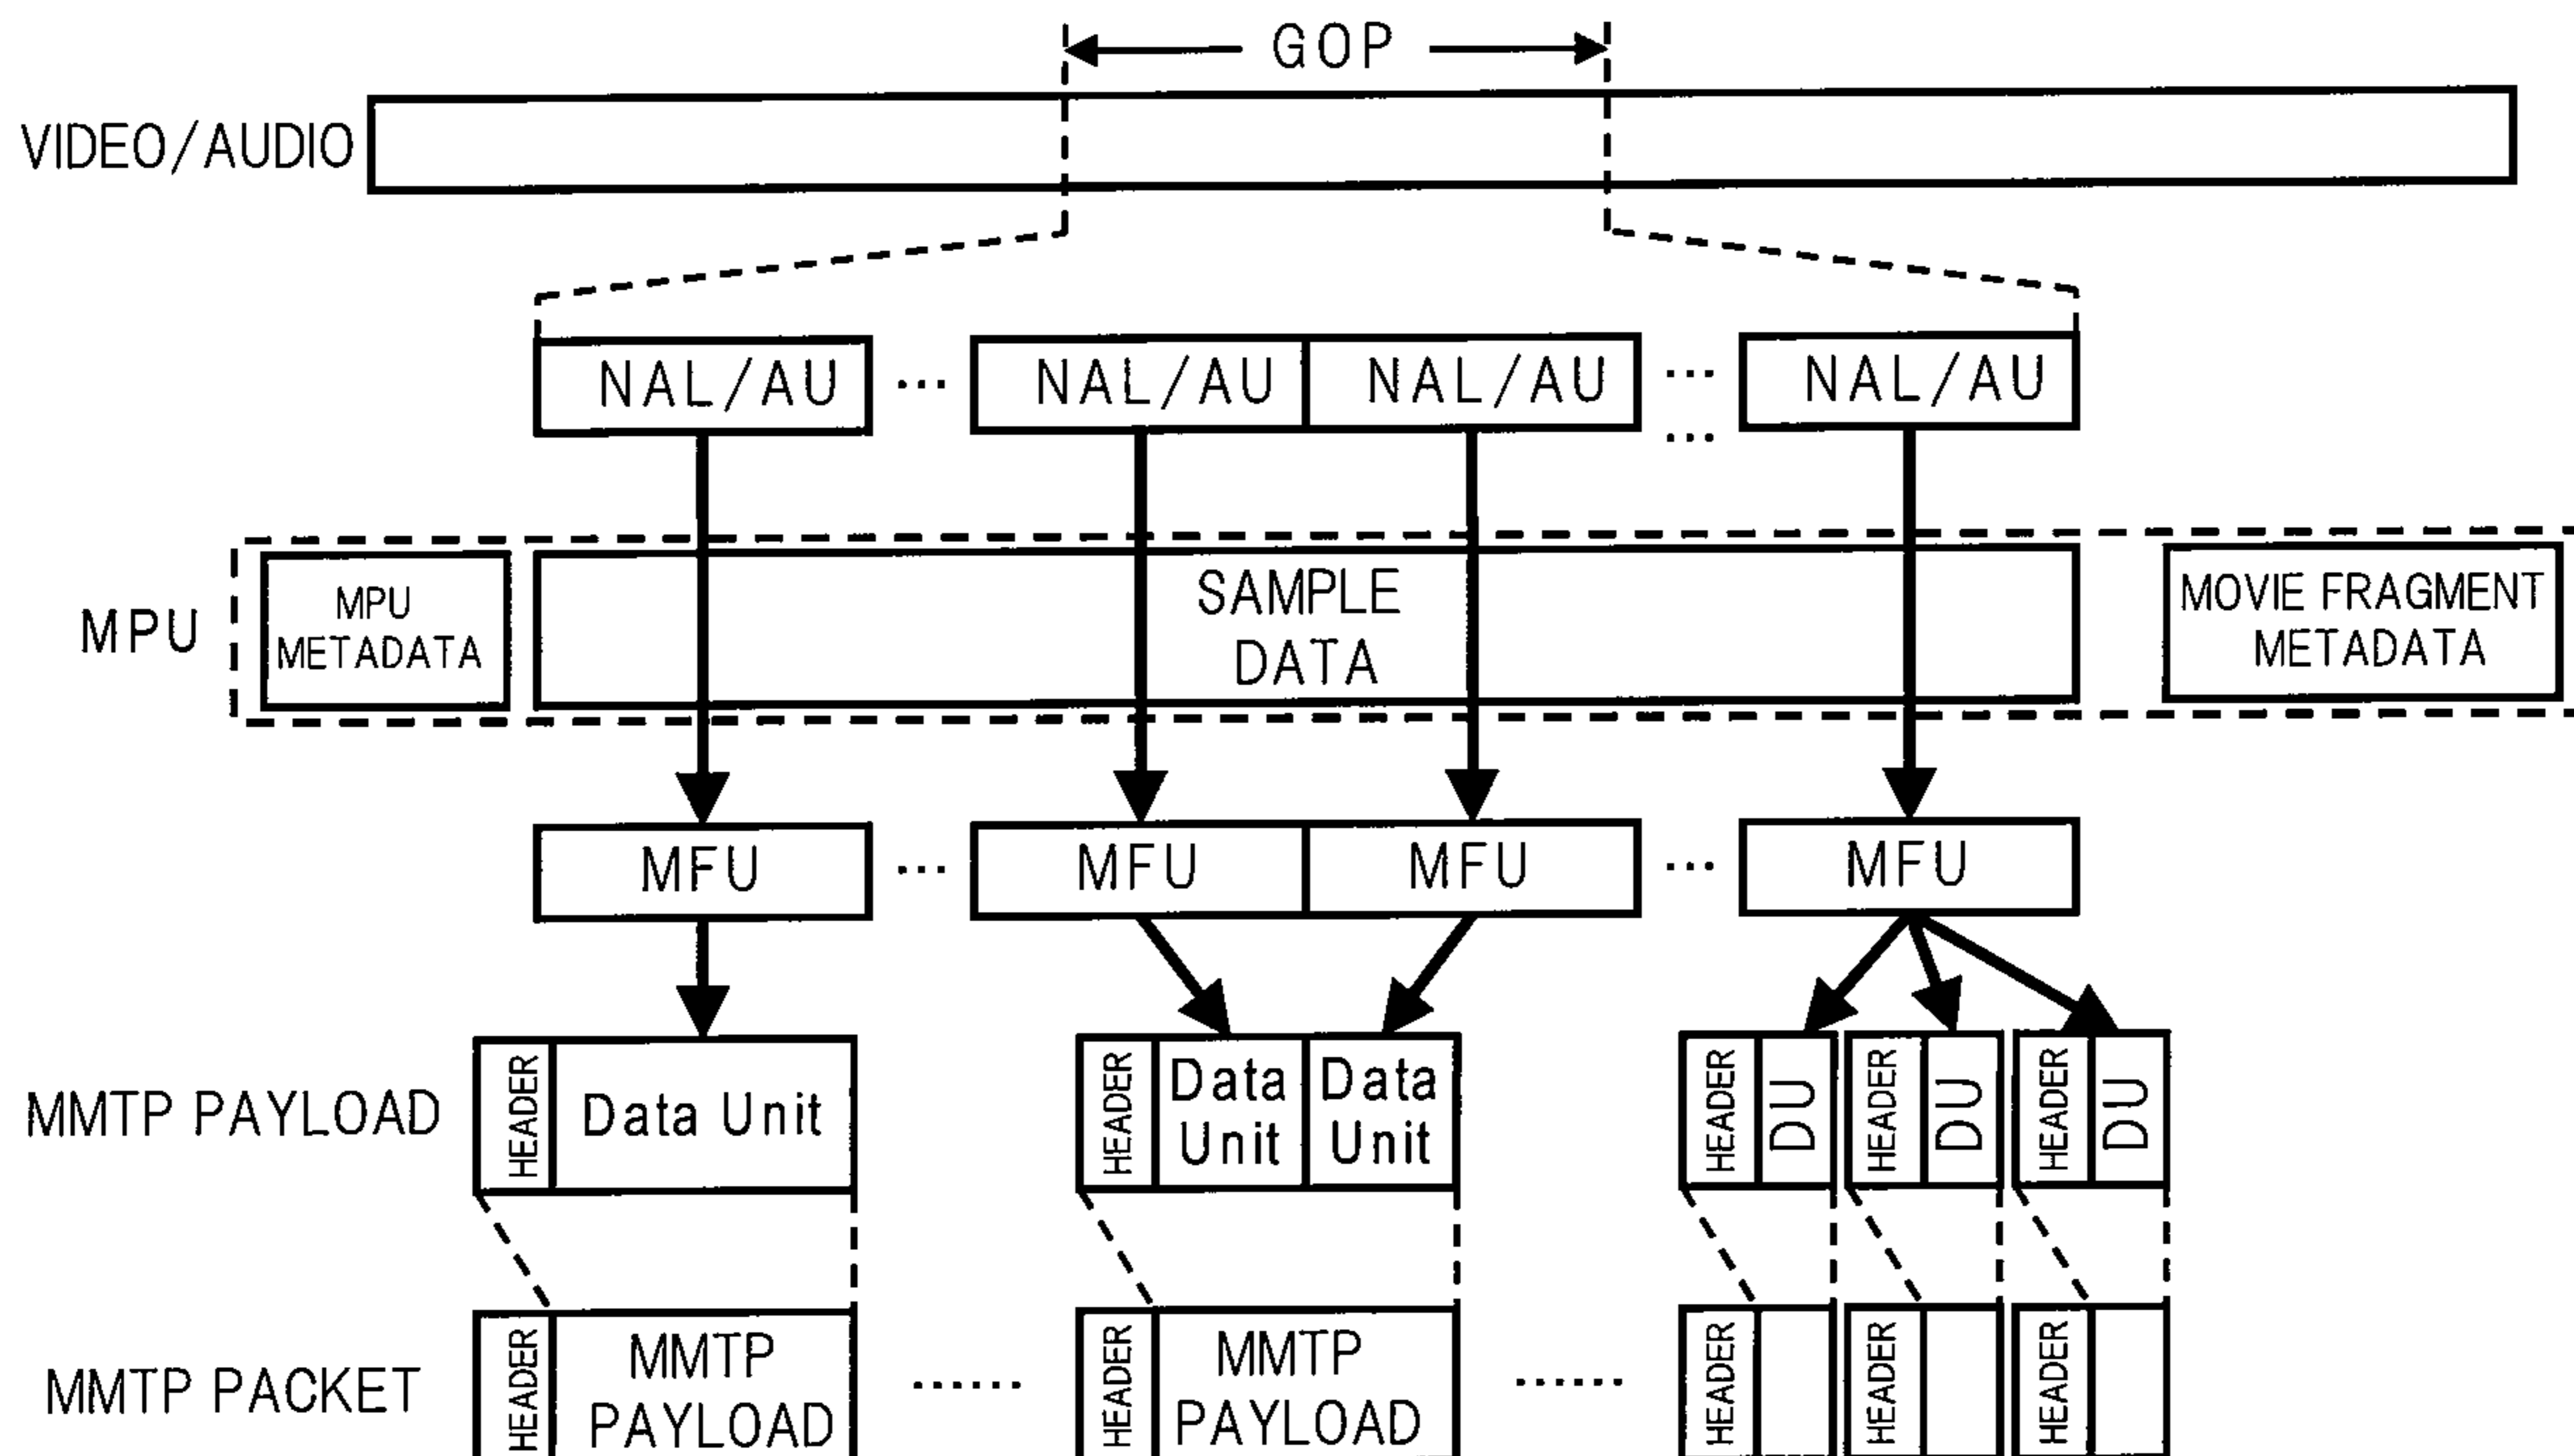 GOP
VIDEO/AUDIO
NAL/AU ... NAL/AU NAL/AU ... NAL/AU
...
MPU
MPU
METADATA
SAMPLE
DATA
MOVIE FRAGMENT
METADATA
MFU ... MFU MFU ... MFU
MMTP PAYLOAD
HEADER
Data Unit
HEADER
Data
Unit
Data
Unit
HEADER
DU
HEADER
DU
HEADER
DU
MMTP PACKET
HEADER
MMTP
PAYLOAD
......
HEADER
MMTP
PAYLOAD
......
HEADER
HEADER
HEADER